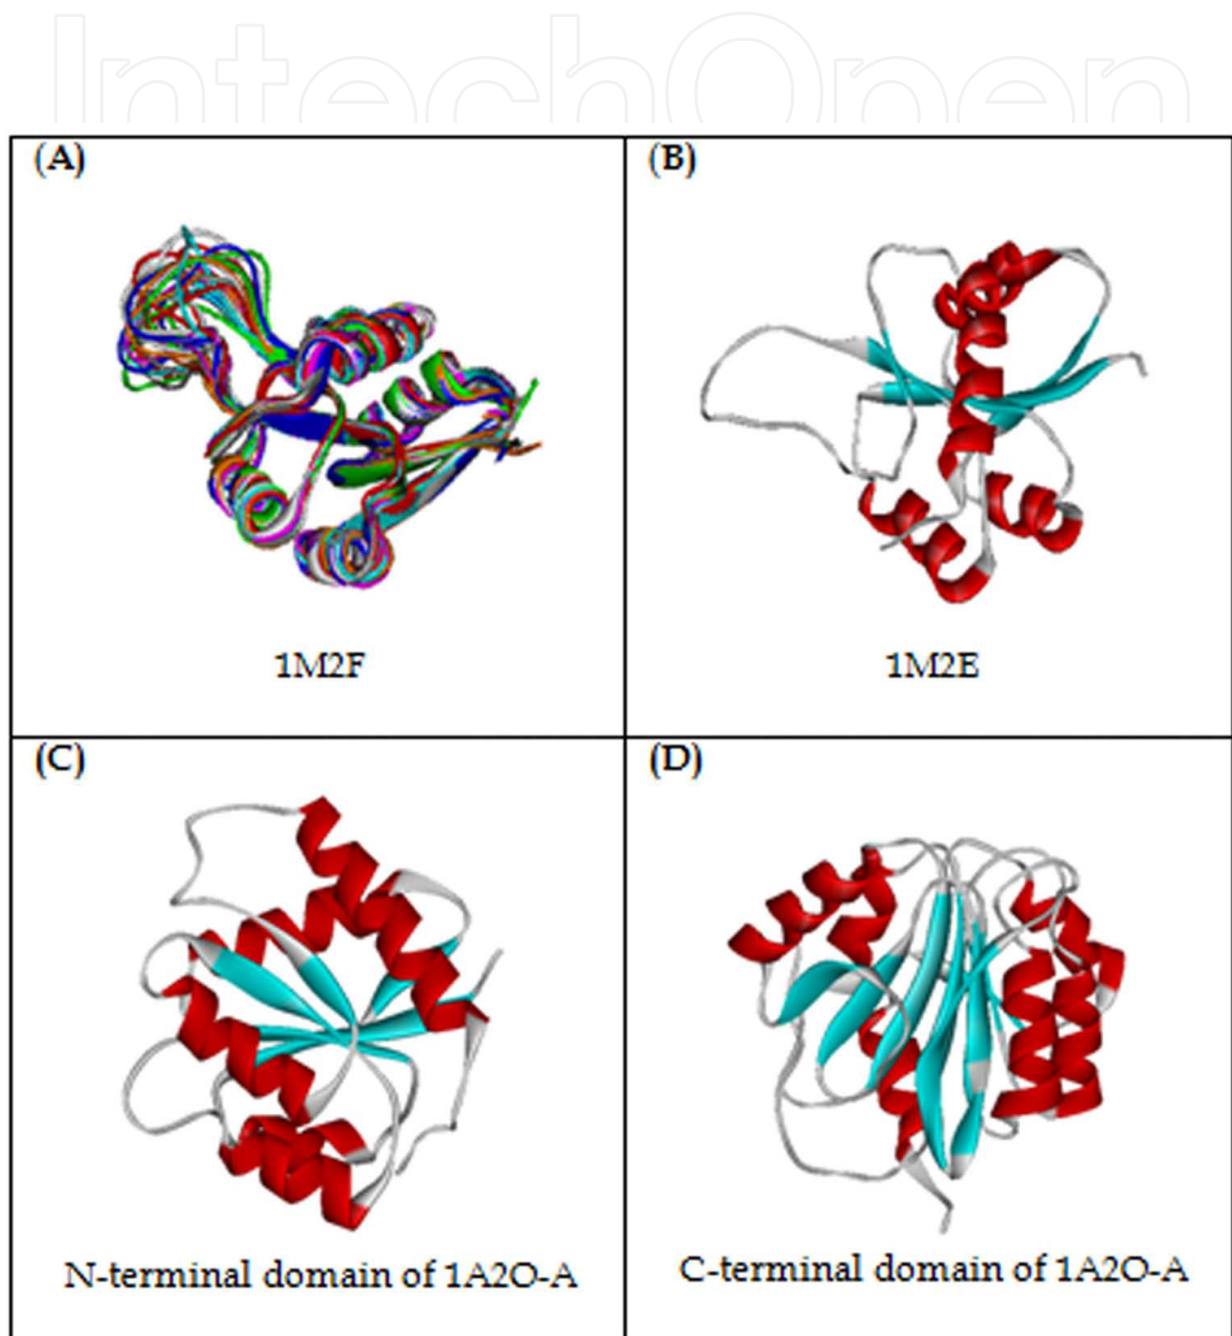 IntechOpen
(A)
(B)
1M2F
1M2E
(C)
(D)
N-terminal domain of 1A2O-A
C-terminal domain of 1A2O-A